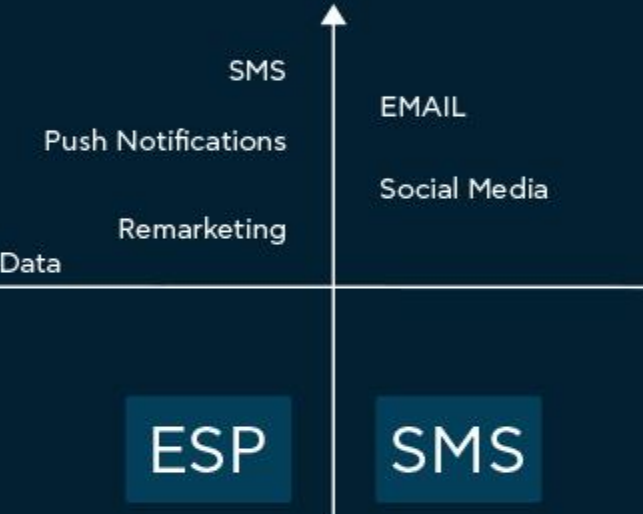 SMS
EMAIL
Push Notifications
Social Media
Remarketing
Data
ESP
SMS